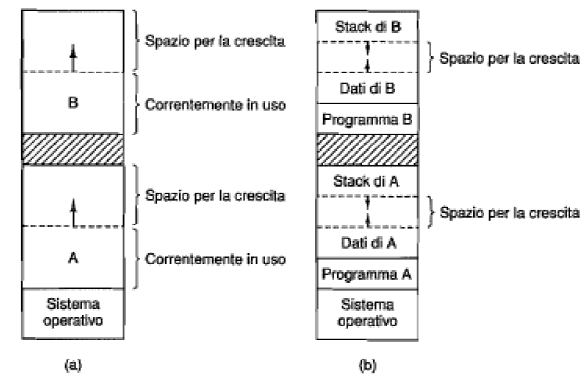 Spazio per la crescita
B
Correntemente in uso
Spazio per la crescita
A
Correntemente in uso
Sistema
operativo
(a)
Stack di B
Spazio per la crescita
Dati di B
Programma B
Stack di A
Spazio per la crescita
Dati di A
Programma A
Sistema
operativo
(b)